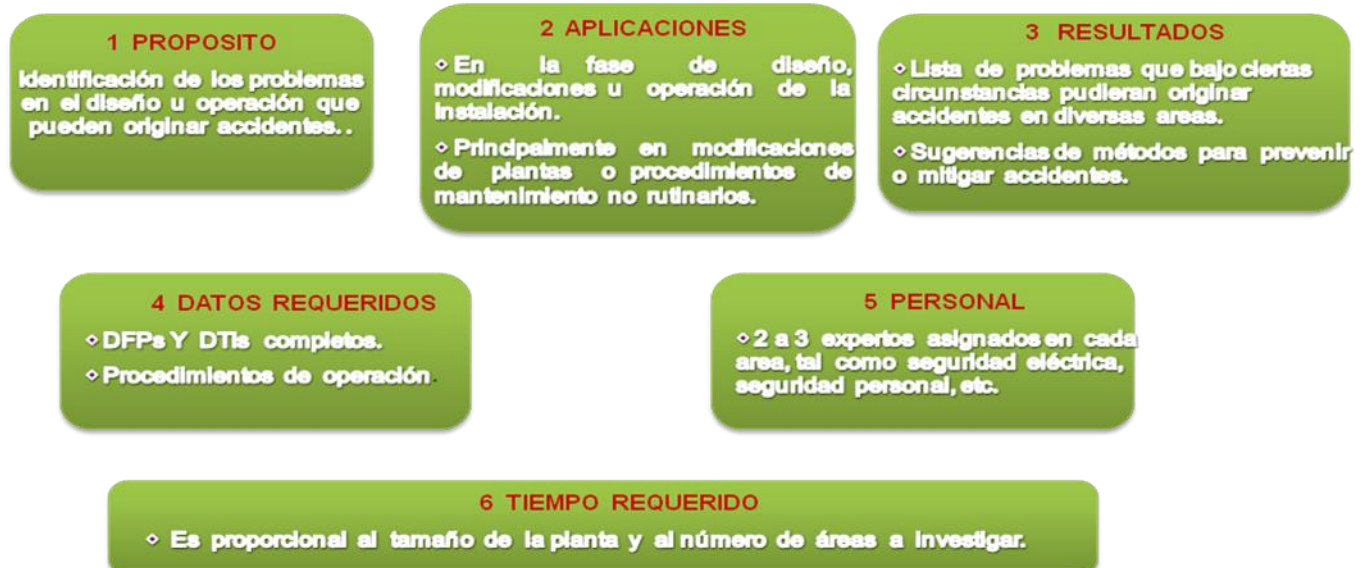 1 PROPOSITO
Identificación de los problemas
en el diseño u operación que
pueden originar accidentes. .
2 APLICACIONES
En la fase de diseño,
modificaciones u operación de la
instalación.
Principalmente en modificaciones
de plantas o procedimientos de
mantenimiento no rutinarios.
3 RESULTADOS
Lista de problemas que bajo ciertas
circunstancias pudieran originar
accidentes en diversas areas.
Sugerencias de métodos para prevenir
o mitigar accidentes.
4 DATOS REQUERIDOS
DFPs Y DTIs completos.
Procedimientos de operación.
5 PERSONAL
2 a 3 expertos asignados en cada
area, tal como seguridad eléctrica,
seguridad personal, etc.
6 TIEMPO REQUERIDO
Es proporcional al tamaño de la planta y al número de áreas a investigar.